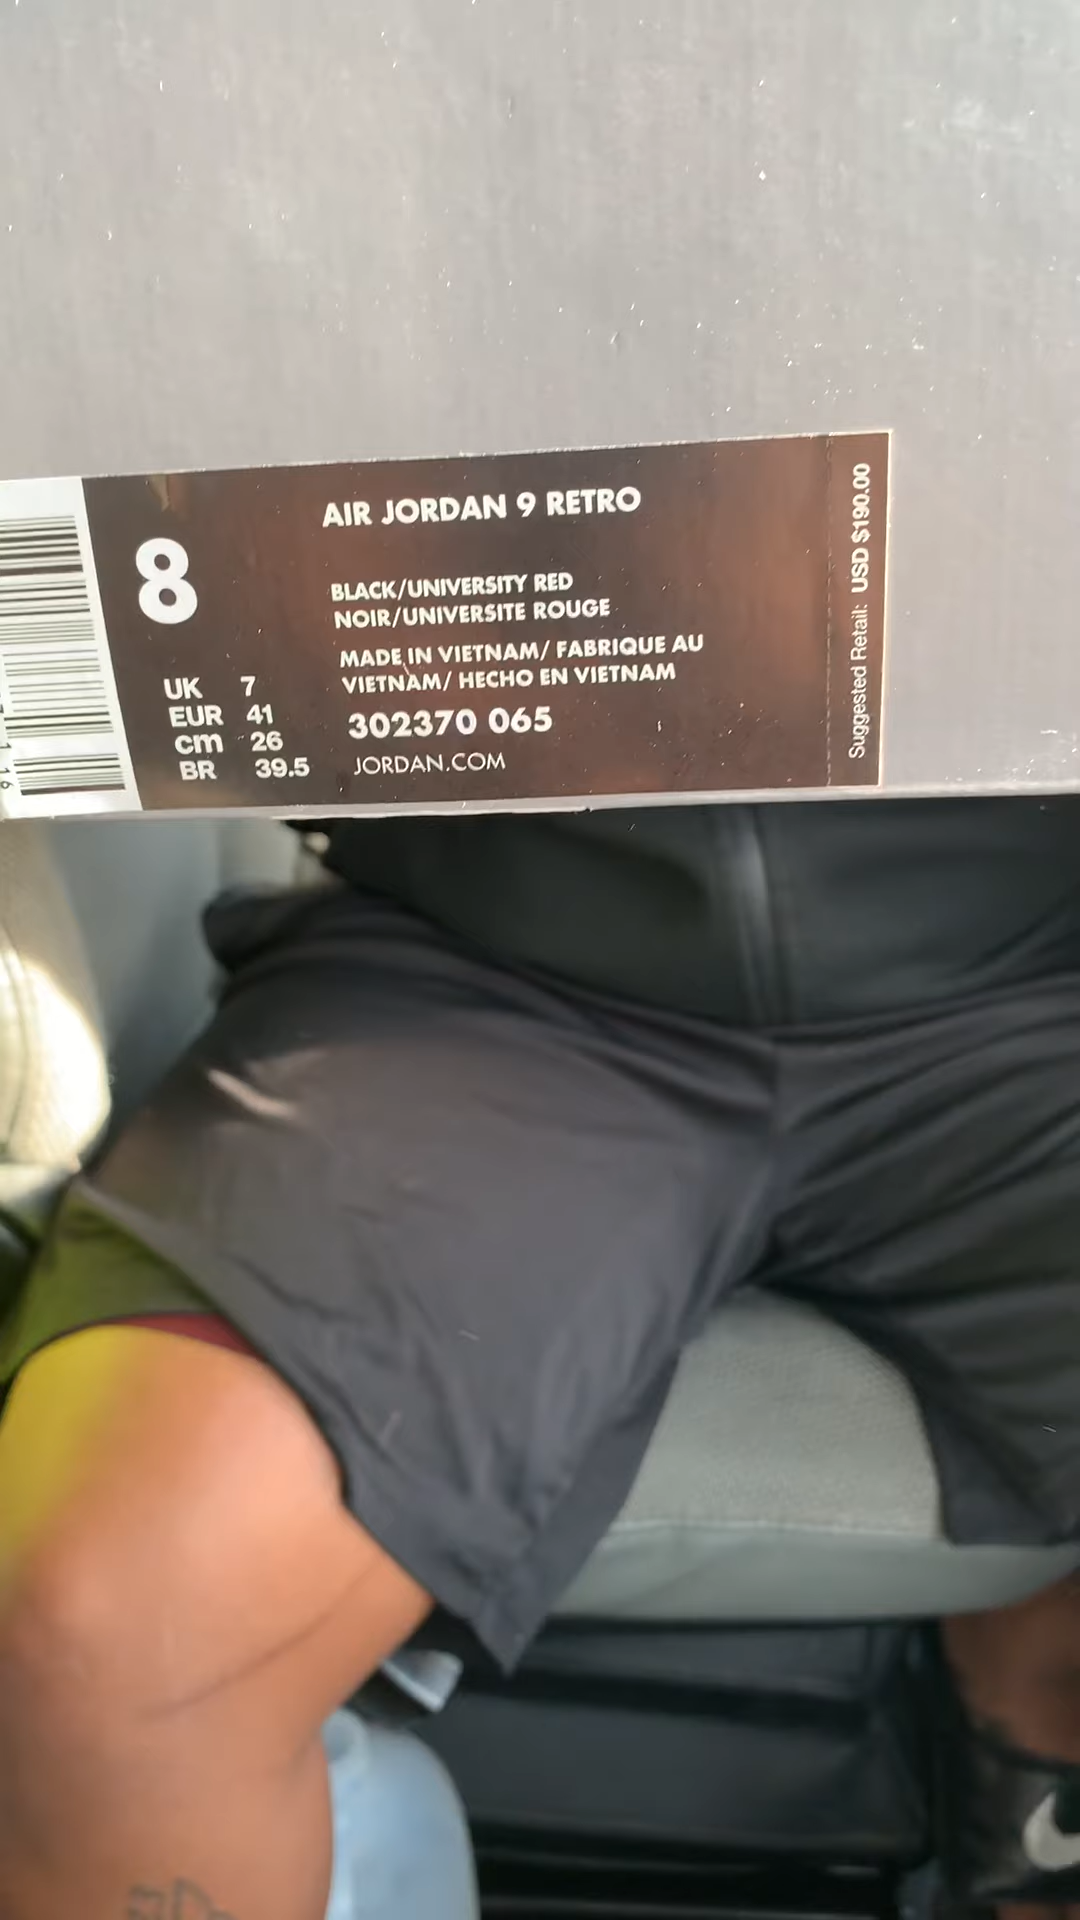 AIR JORDAN 9 RETRO
8
BLACK/UNIVERSITY RED
NOIR/UNIVERSITE ROUGE
MADE IN VIETNAM/ FABRIQUE AU
VIETNAM/ HECHO EN VIETNAM
UK 7
EUR 41
cm 26
BR 39.5
302370 065
JORDAN.COM
Suggested Retail: USD $190.00